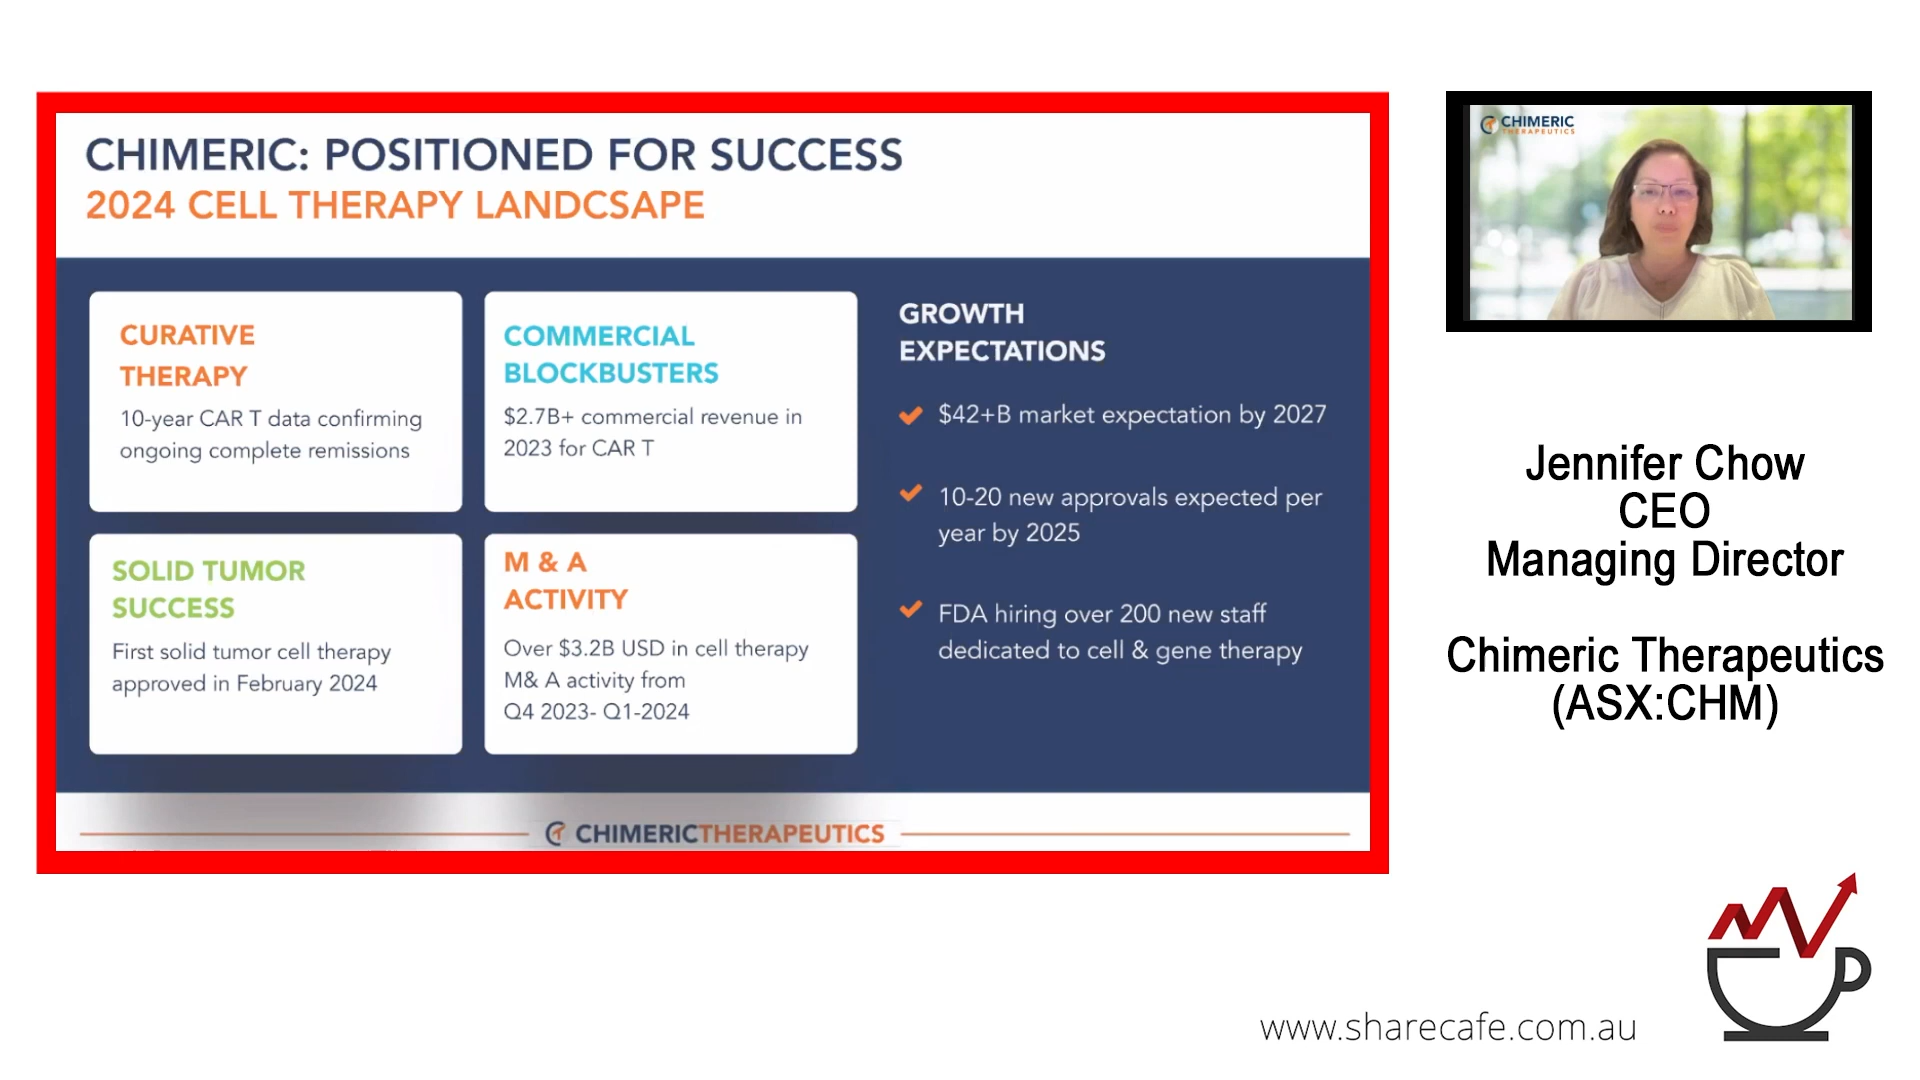 CHIMERIC: POSITIONED FOR SUCCESS
2024 CELL THERAPY LANDCSAPE
CURATIVE
THERAPY
10-year CAR T data confirming
ongoing complete remissions
COMMERCIAL
BLOCKBUSTERS
$2.7B+ commercial revenue in
2023 for CAR T
SOLID TUMOR
SUCCESS
First solid tumor cell therapy
approved in February 2024
M & A
ACTIVITY
Over $3.2B USD in cell therapy
M& A activity from
Q4 2023- Q1-2024
GROWTH
EXPECTATIONS
$42+B market expectation by 2027
10-20 new approvals expected per
year by 2025
FDA hiring over 200 new staff
dedicated to cell & gene therapy
CHIMERICTHERAPEUTICS
CHIMERIC
THERAPEUTICS
Jennifer Chow
CEO
Managing Director
Chimeric Therapeutics
(ASX:CHM)
www.sharecafe.com.au